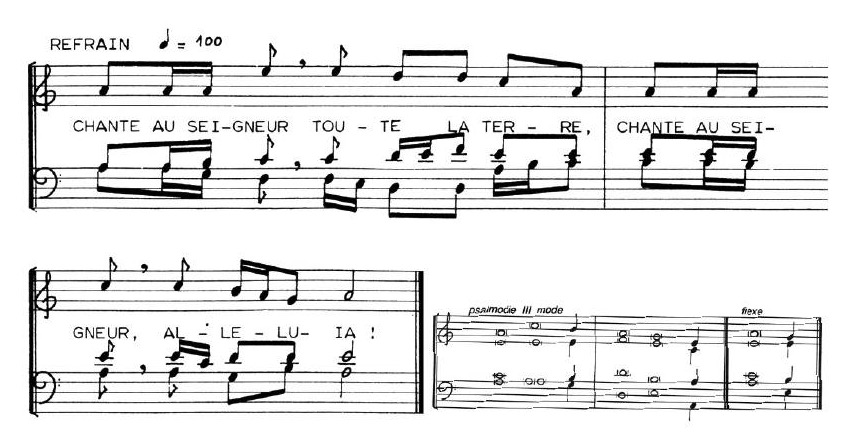 REFRAIN ♩ = 100
CHANTE AU SEI-GNEUR TOU - TE LA TER - RE, CHANTE AU SEI-
GNEUR, AL - LE - LU - IA !
psalmodie III mode flexe